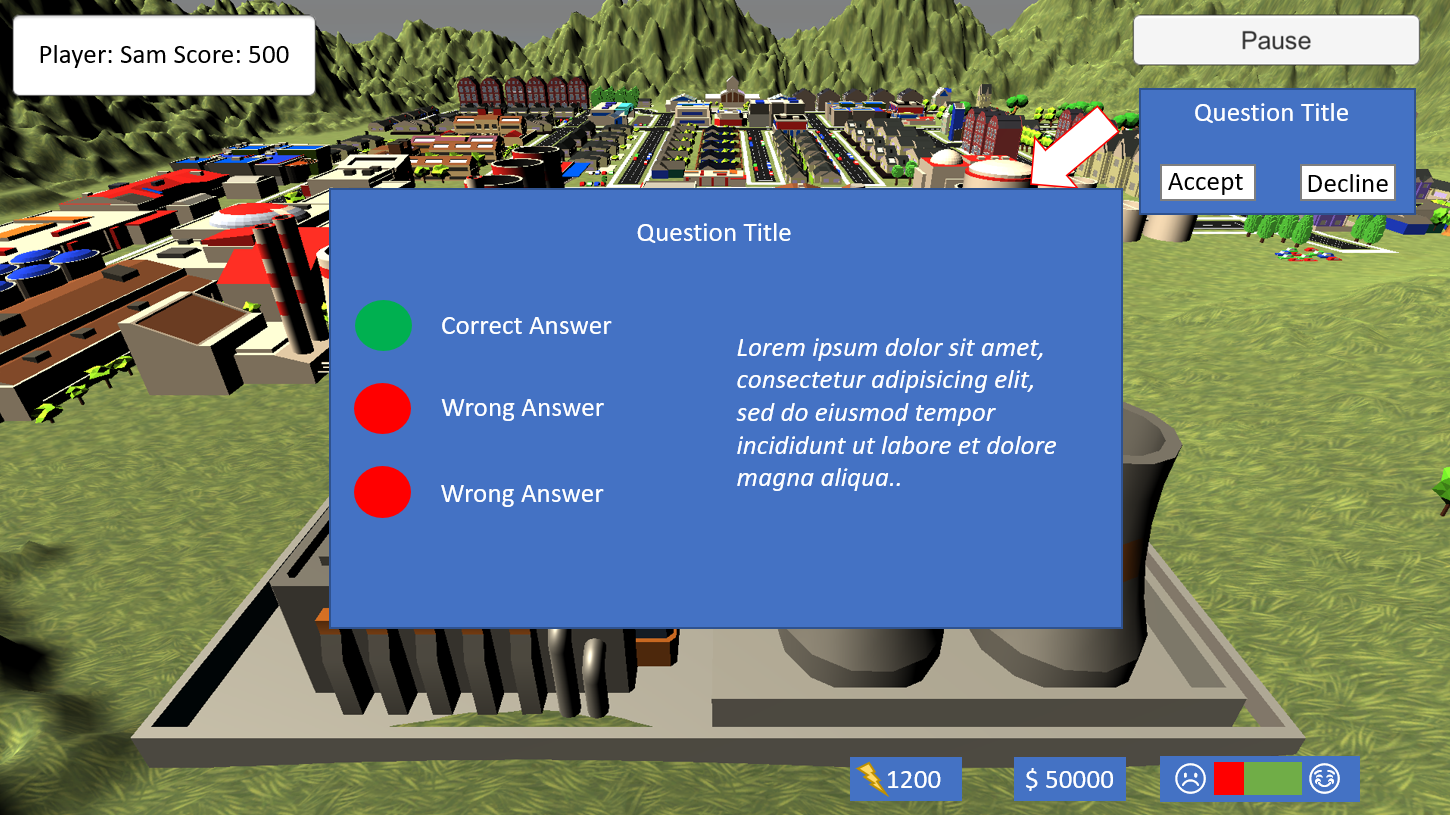 Player: Sam Score: 500
Pause
Question Title
Accept
Decline
Question Title
Correct Answer
Wrong Answer
Wrong Answer
Lorem ipsum dolor sit amet,
consectetur adipisicing elit,
sed do eiusmod tempor
incididunt ut labore et dolore
magna aliqua..
1200
$ 50000